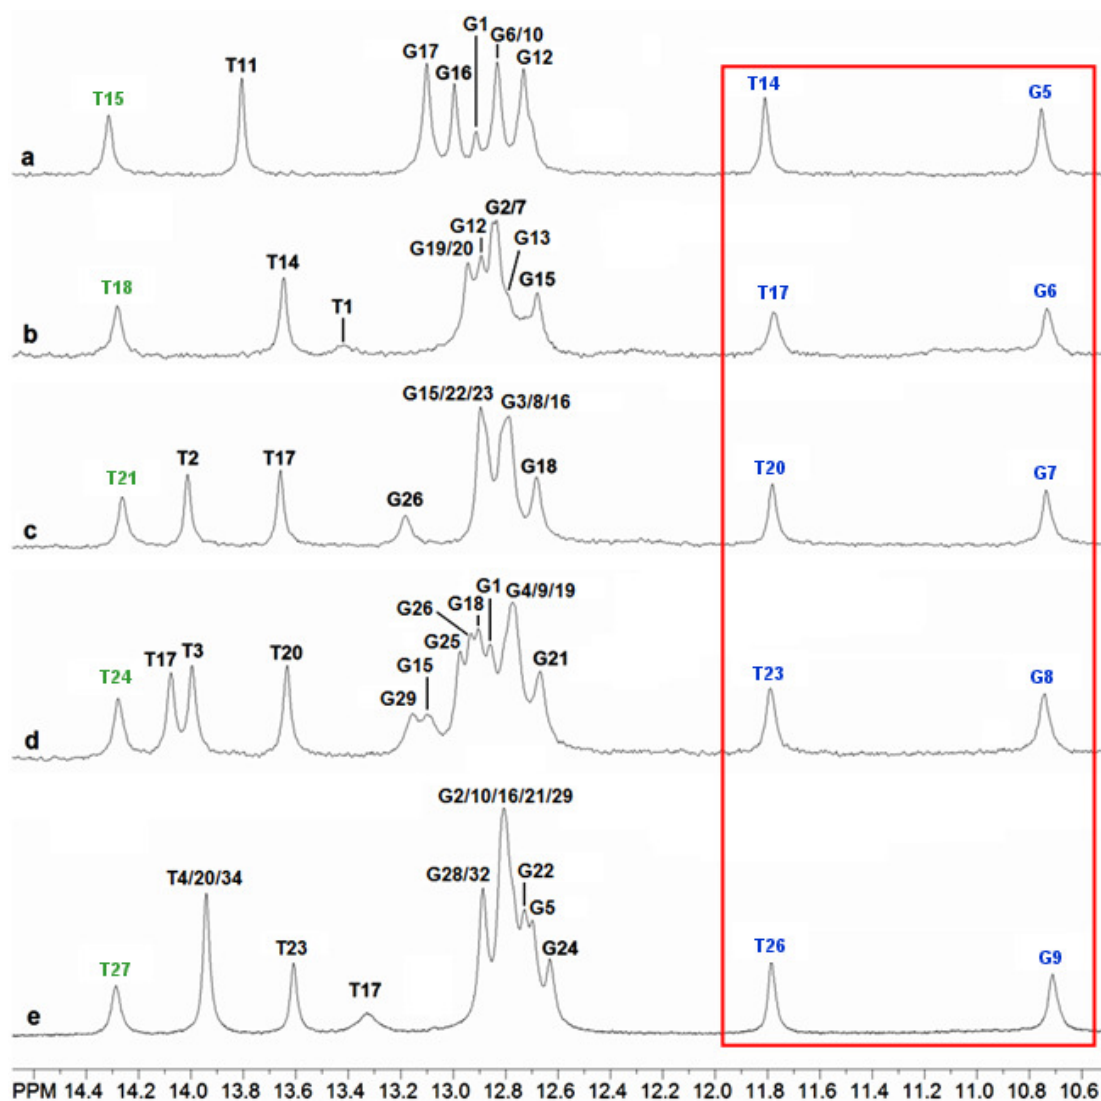 G1
G17
G6/10
T11
G16
G12
T15
T14
G5
a
G2/7
G12
G13
G19/20
T14
G15
T18
T1
T17
G6
b
G15/22/23
G3/8/16
T2
T17
G18
T21
G26
T20
G7
c
G1
G4/9/19
G26
G18
T17
T3
T20
G25
G15
G21
T24
G29
T23
G8
d
G2/10/16/21/29
T4/20/34
G28/32
G22
G5
T23
G24
T27
T17
T26
G9
e
PPM 14.4 14.2 14.0 13.8 13.6 13.4 13.2 13.0 12.8 12.6 12.4 12.2 12.0 11.8 11.6 11.4 11.2 11.0 10.8 10.6